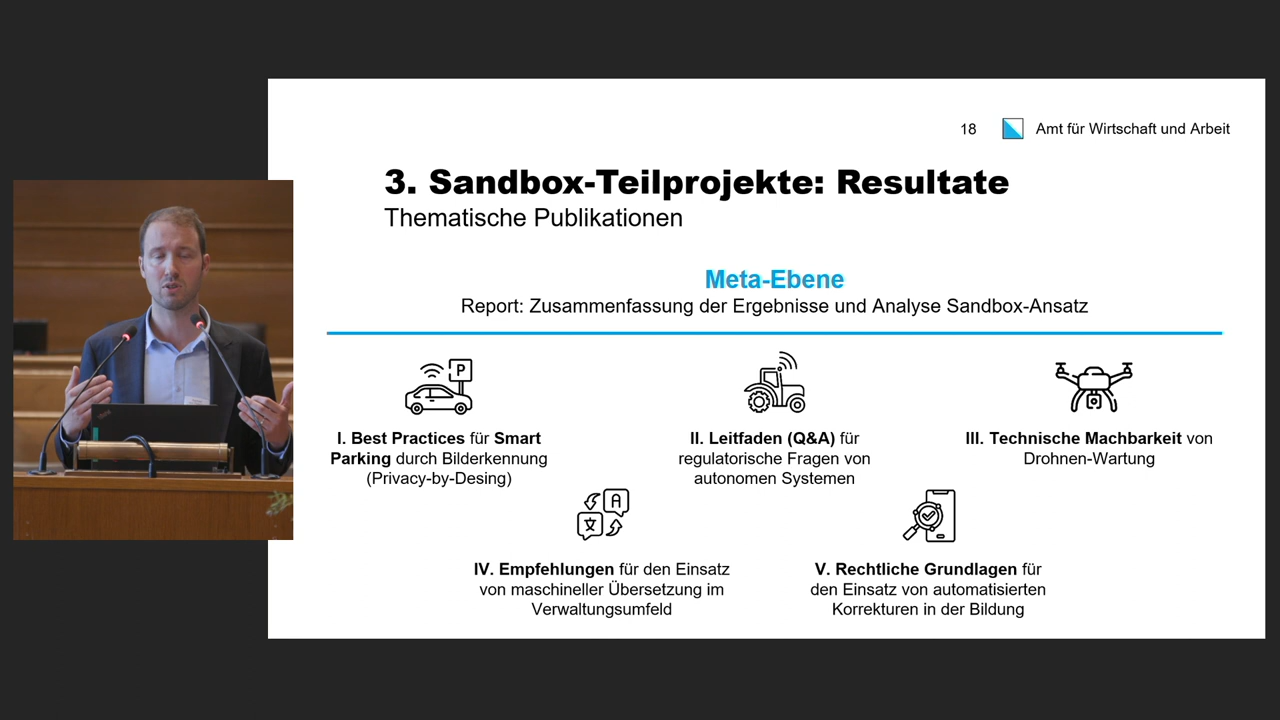 18 Amt für Wirtschaft und Arbeit
3. Sandbox-Teilprojekte: Resultate
Thematische Publikationen
Meta-Ebene
Report: Zusammenfassung der Ergebnisse und Analyse Sandbox-Ansatz
P
I. Best Practices für Smart
Parking durch Bilderkennung
(Privacy-by-Desing)
II. Leitfaden (Q&A) für
regulatorische Fragen von
autonomen Systemen
III. Technische Machbarkeit von
Drohnen-Wartung
A
文
IV. Empfehlungen für den Einsatz
von maschineller Übersetzung im
Verwaltungsumfeld
V. Rechtliche Grundlagen für
den Einsatz von automatisierten
Korrekturen in der Bildung